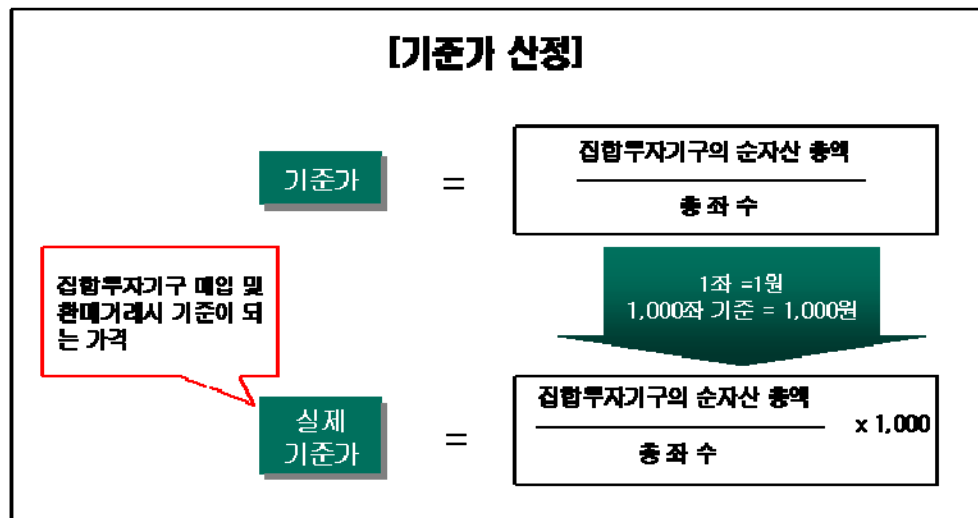 [기준가 산정]
기준가
=
집합투자기구의 순자산 총액
총 좌 수
집합투자기구 매입 및
환매거래시 기준이 되
는 가격
1좌 =1원
1,000좌 기준 = 1,000원
실제
기준가
=
집합투자기구의 순자산 총액
총 좌 수
x 1,000